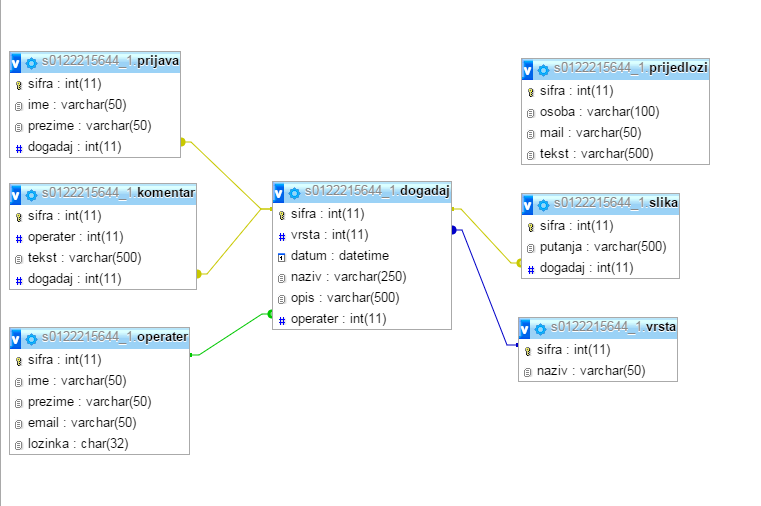 v s0122215644_1.prijava
sifra : int(11)
ime : varchar(50)
prezime : varchar(50)
# dogadaj : int(11)
v s0122215644_1.komentar
sifra : int(11)
# operater : int(11)
tekst : varchar(500)
# dogadaj : int(11)
v s0122215644_1.operater
sifra : int(11)
ime : varchar(50)
prezime : varchar(50)
email : varchar(50)
lozinka : char(32)
v s0122215644_1.dogadaj
sifra : int(11)
# vrsta : int(11)
datum : datetime
naziv : varchar(250)
opis : varchar(500)
# operater : int(11)
v s0122215644_1.prijedlozi
sifra : int(11)
osoba : varchar(100)
mail : varchar(50)
tekst : varchar(500)
v s0122215644_1.slika
sifra : int(11)
putanja : varchar(500)
# dogadaj : int(11)
v s0122215644_1.vrsta
sifra : int(11)
naziv : varchar(50)